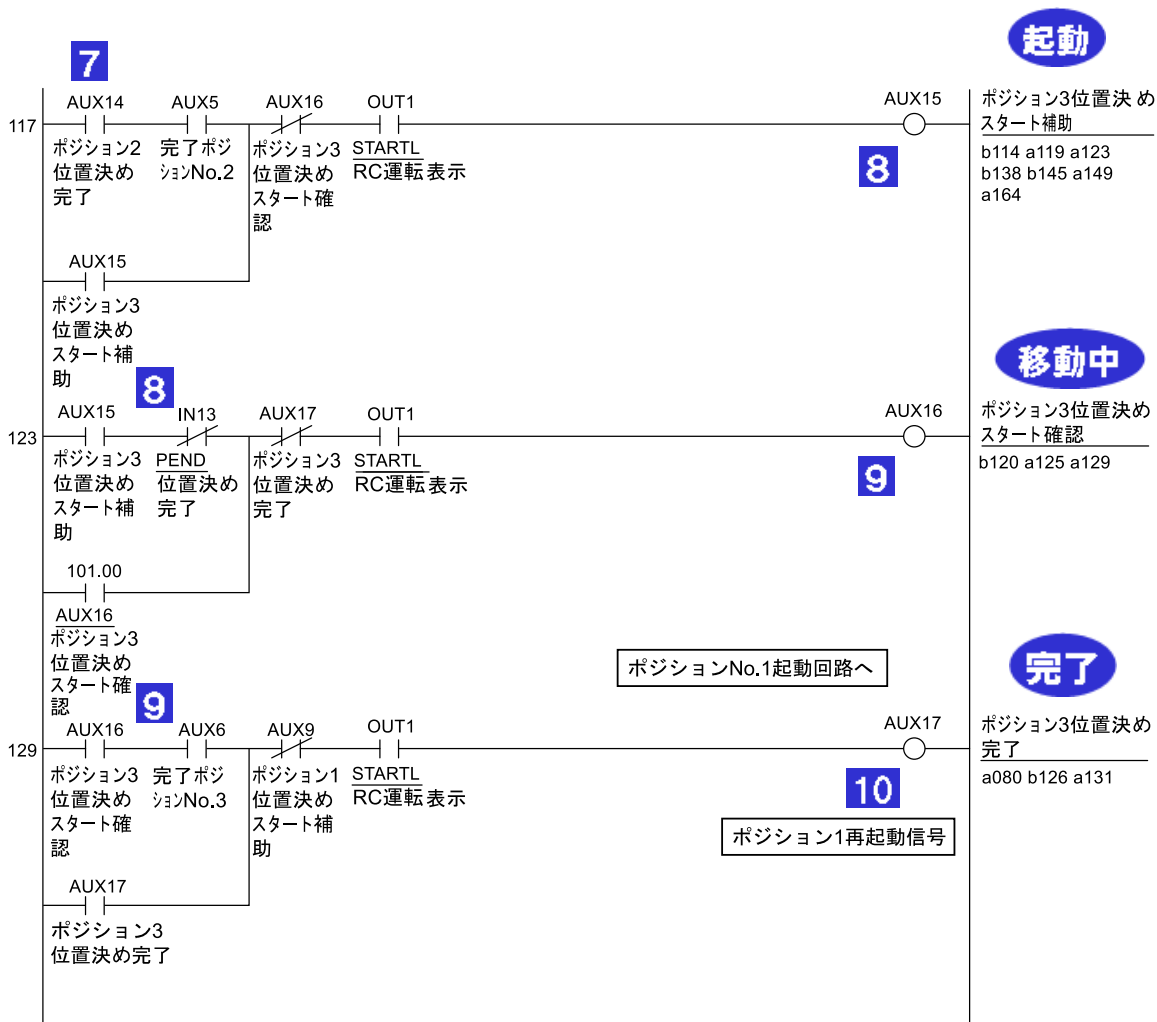 起動
7
AUX14 AUX5 AUX16 OUT1 AUX15
117
ポジション2
位置決め
完了
完了ポジ
ションNo.2
ポジション3
位置決め
スタート確
認
STARTL
RC運転表示
8
ポジション3位置決め
スタート補助
b114 a119 a123
b138 b145 a149
a164
AUX15
ポジション3
位置決め
スタート補
助
移動中
8
AUX15 IN13 AUX17 OUT1 AUX16
123
ポジション3
位置決め
スタート補
助
PEND
位置決め
完了
ポジション3
位置決め
完了
STARTL
RC運転表示
9
ポジション3位置決め
スタート確認
b120 a125 a129
101.00
AUX16
ポジション3
位置決め
スタート確
認
ポジションNo.1起動回路へ
完了
9
AUX16 AUX6 AUX9 OUT1 AUX17
129
ポジション3
位置決め
スタート確
認
完了ポジ
ションNo.3
ポジション1
位置決め
スタート補
助
STARTL
RC運転表示
10
ポジション3位置決め
完了
a080 b126 a131
ポジション1再起動信号
AUX17
ポジション3
位置決め完了